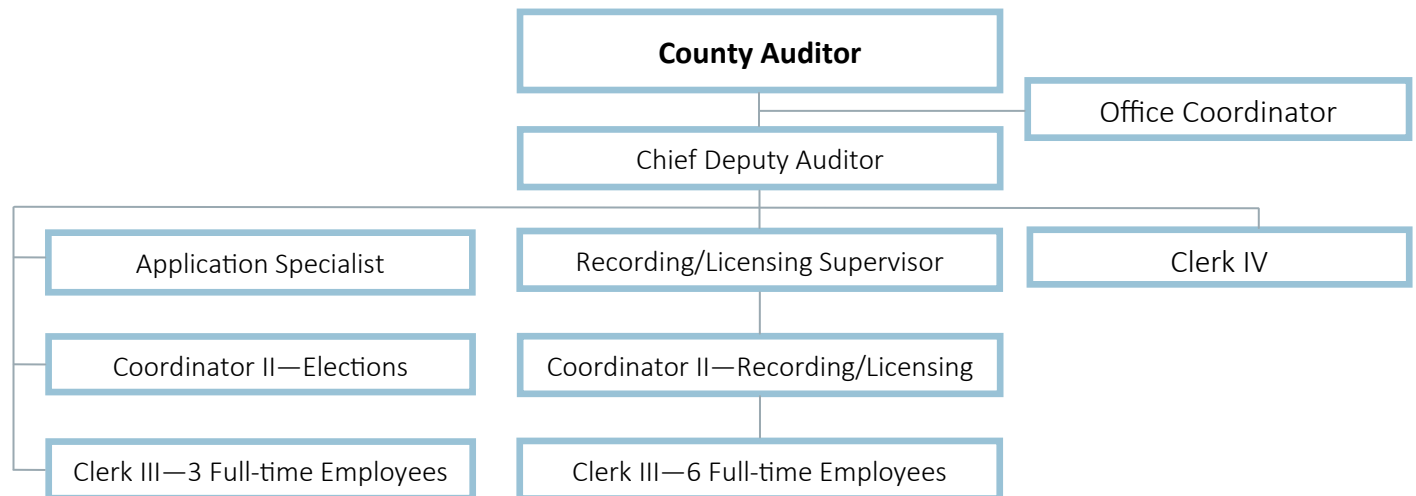 County Auditor
Office Coordinator
Chief Deputy Auditor
Application Specialist
Recording/Licensing Supervisor
Clerk IV
Coordinator II—Elections
Coordinator II—Recording/Licensing
Clerk III—3 Full-time Employees
Clerk III—6 Full-time Employees